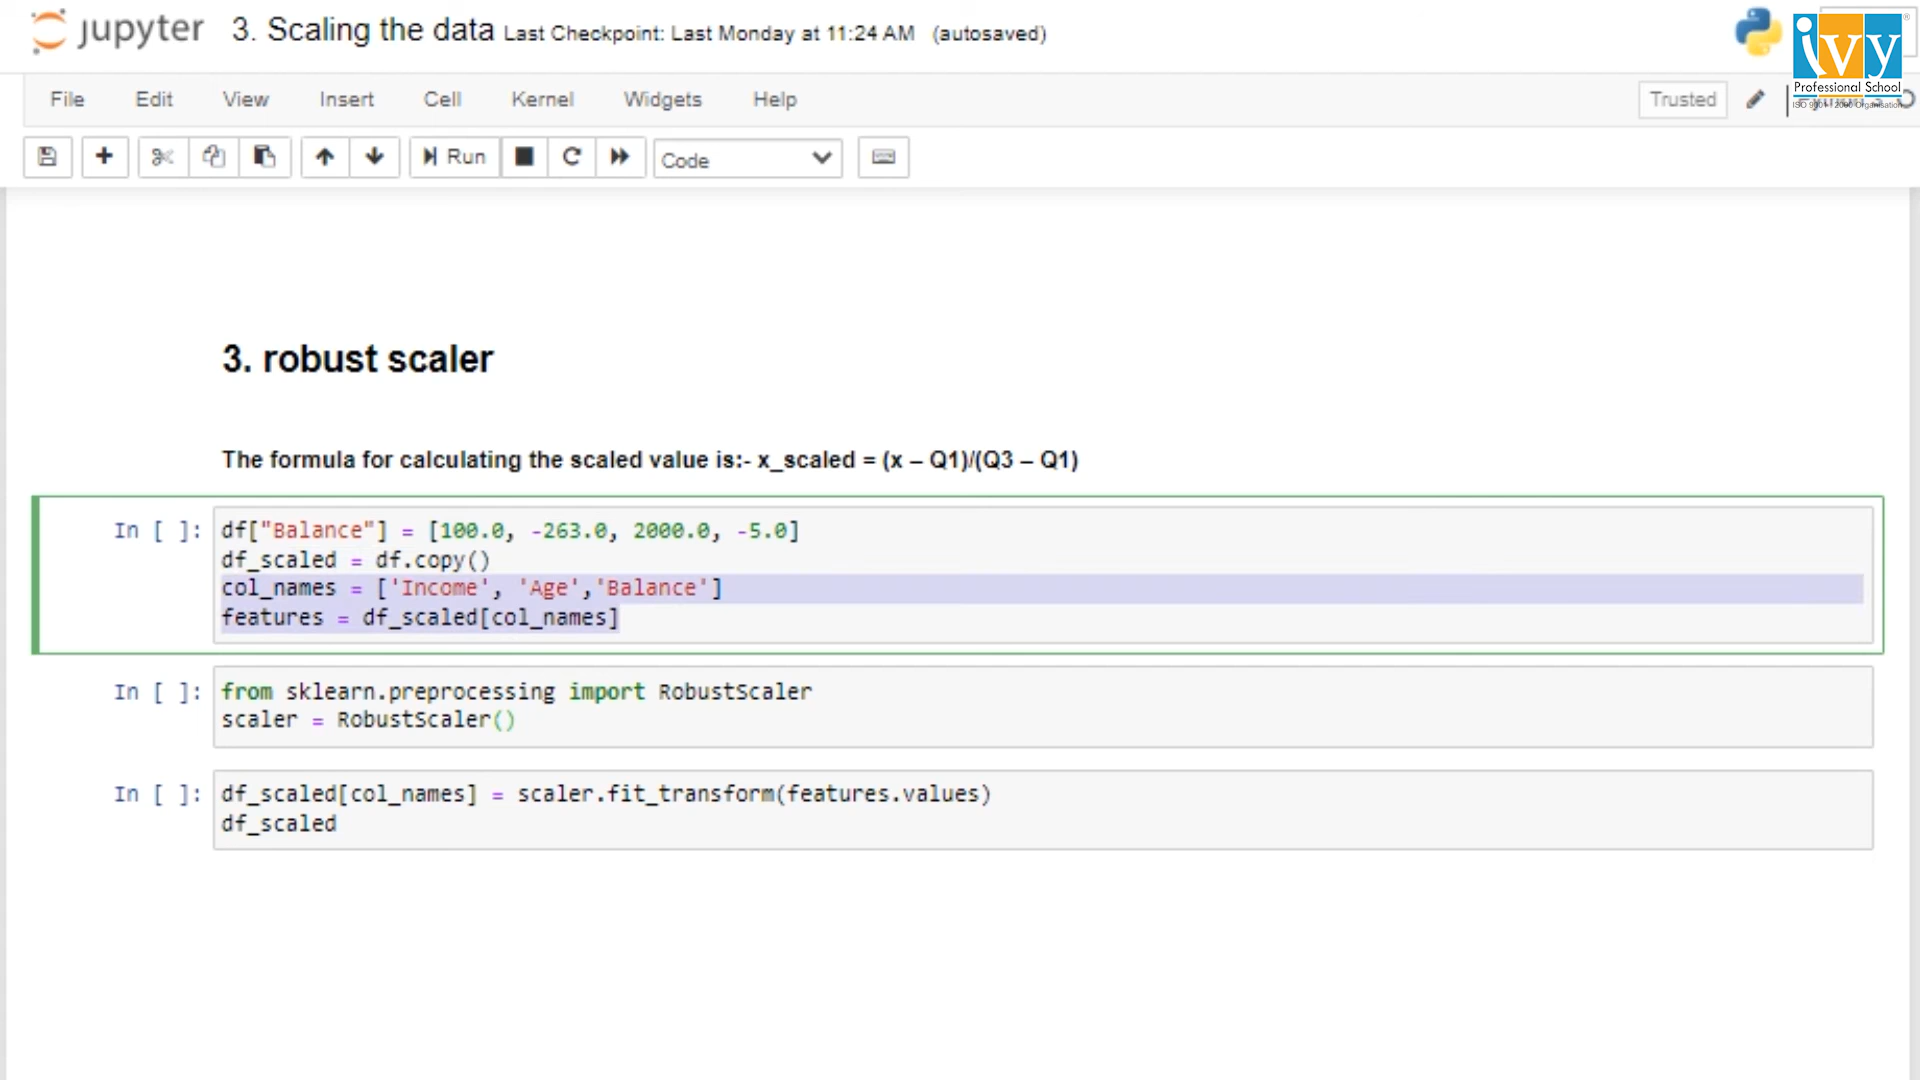 jupyter 3. Scaling the data Last Checkpoint: Last Monday at 11:24 AM (autosaved)
ivy
Professional School
File Edit View Insert Cell Kernel Widgets Help Trusted
Run Code
3. robust scaler
The formula for calculating the scaled value is:- x_scaled = (x – Q1)/(Q3 – Q1)
In [ ]: df["Balance"] = [100.0, -263.0, 2000.0, -5.0]
df_scaled = df.copy()
col_names = ['Income', 'Age','Balance']
features = df_scaled[col_names]
In [ ]: from sklearn.preprocessing import RobustScaler
scaler = RobustScaler()
In [ ]: df_scaled[col_names] = scaler.fit_transform(features.values)
df_scaled